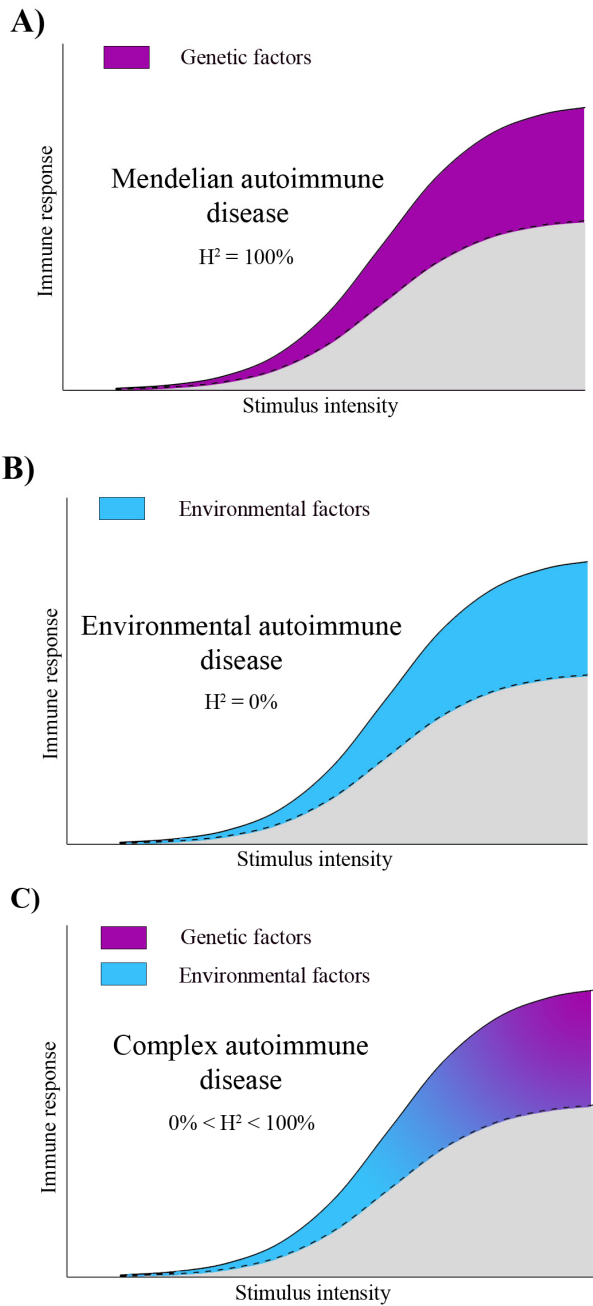 A)
Genetic factors
Mendelian autoimmune
disease
H² = 100%
Immune response
Stimulus intensity
B)
Environmental factors
Environmental autoimmune
disease
H² = 0%
Immune response
Stimulus intensity
C)
Genetic factors
Environmental factors
Complex autoimmune
disease
0% < H² < 100%
Immune response
Stimulus intensity